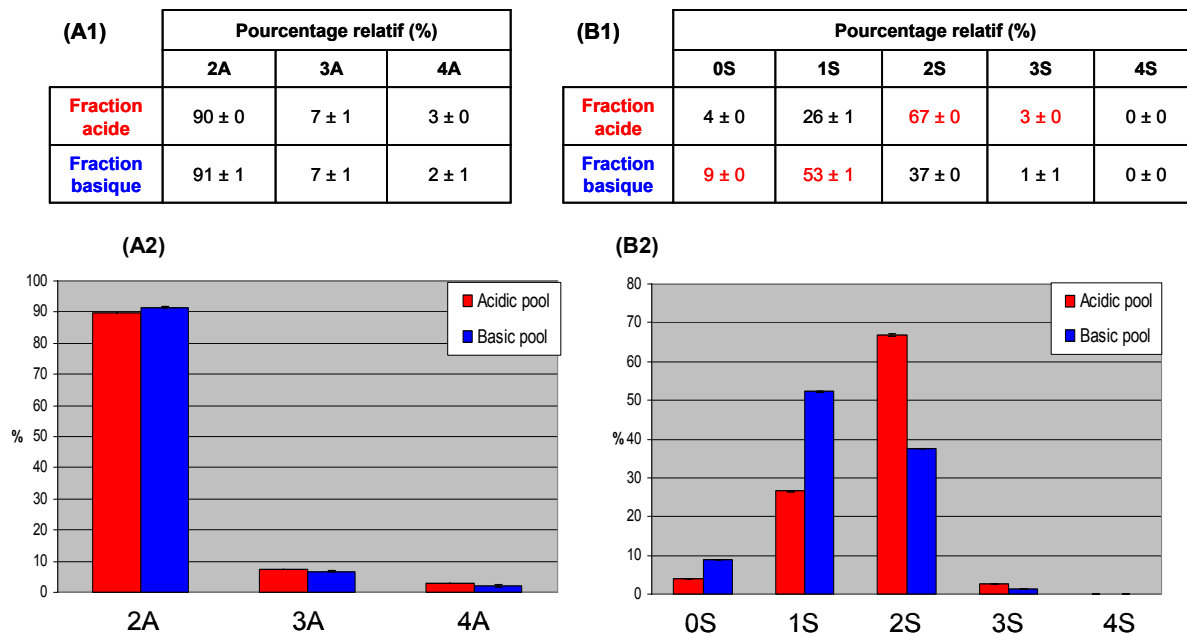 (A1)
Pourcentage relatif (%)
2A 3A 4A
Fraction acide 90 ± 0 7 ± 1 3 ± 0
Fraction basique 91 ± 1 7 ± 1 2 ± 1
(B1)
Pourcentage relatif (%)
0S 1S 2S 3S 4S
Fraction acide 4 ± 0 26 ± 1 67 ± 0 3 ± 0 0 ± 0
Fraction basique 9 ± 0 53 ± 1 37 ± 0 1 ± 1 0 ± 0
(A2)
100
90
80
70
60
50
40
30
20
10
0
%
Acidic pool
Basic pool
2A 3A 4A
(B2)
80
70
60
50
40
30
20
10
0
%
Acidic pool
Basic pool
0S 1S 2S 3S 4S